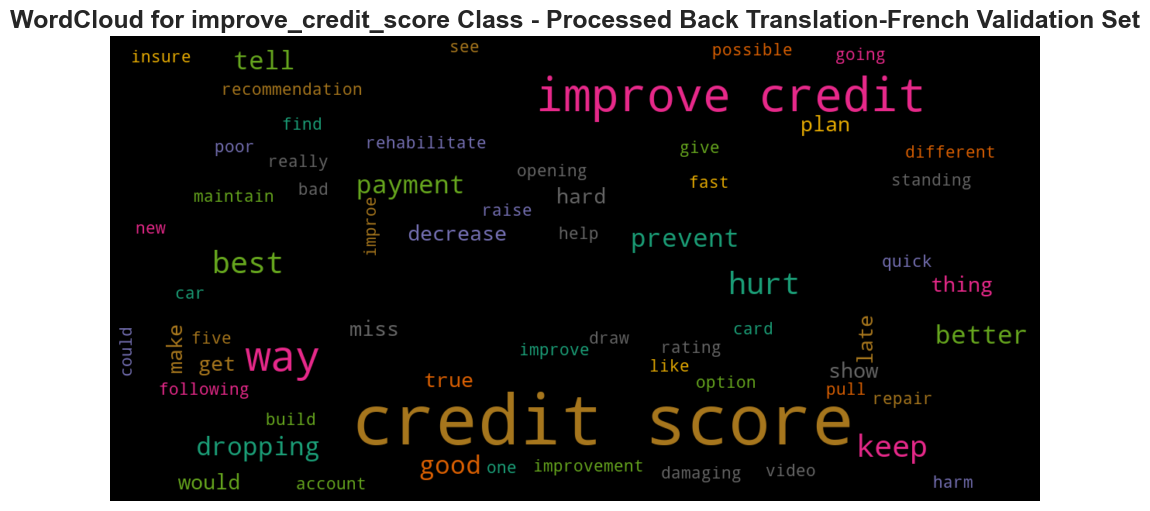 WordCloud for improve_credit_score Class - Processed Back Translation-French Validation Set
insure
tell
see
possible
going
recommendation
improve credit
find
plan
poor
rehabilitate
give
different
really
opening
maintain
bad
payment
hard
fast
standing
improe
raise
new
decrease
help
prevent
best
quick
car
hurt
thing
could
make
five
miss
draw
card
late
better
way
get
improve
rating
like
show
following
true
option
pull
repair
build
credit score
dropping
good
one
improvement
keep
would
account
damaging
video
harm